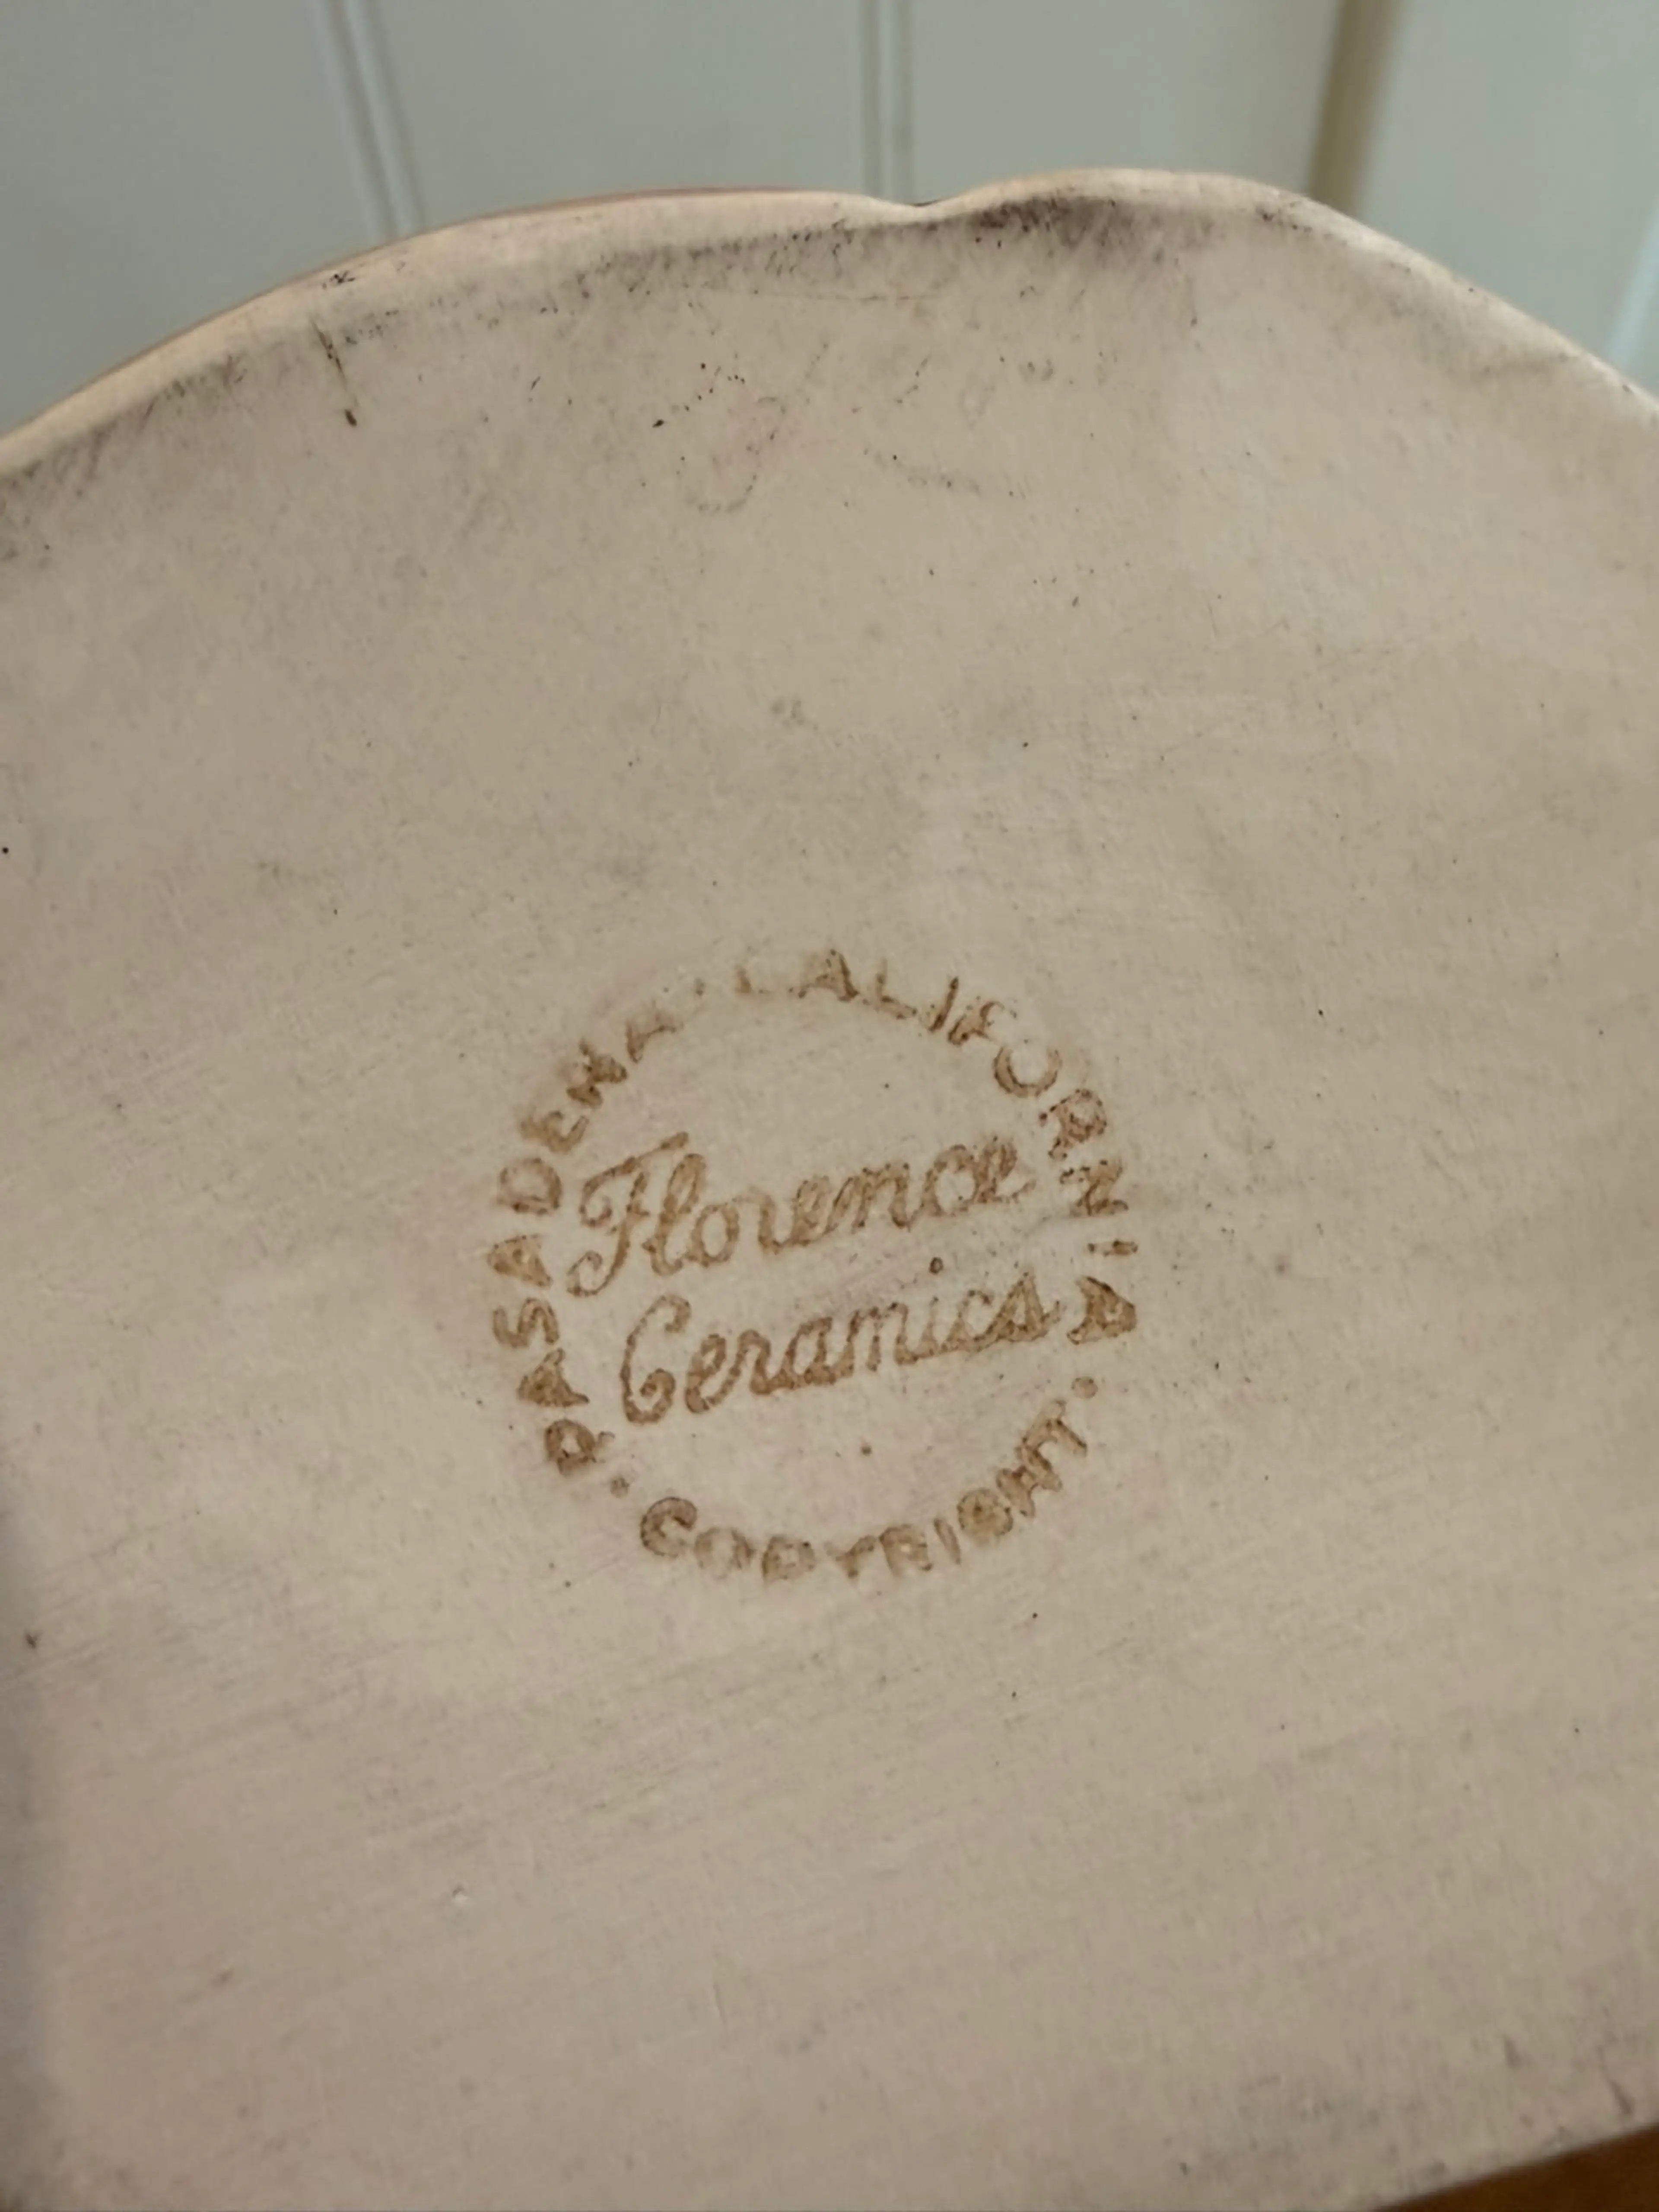 PASADENA · CALIFORNIA
Florence
Ceramics
· COPYRIGHT ·